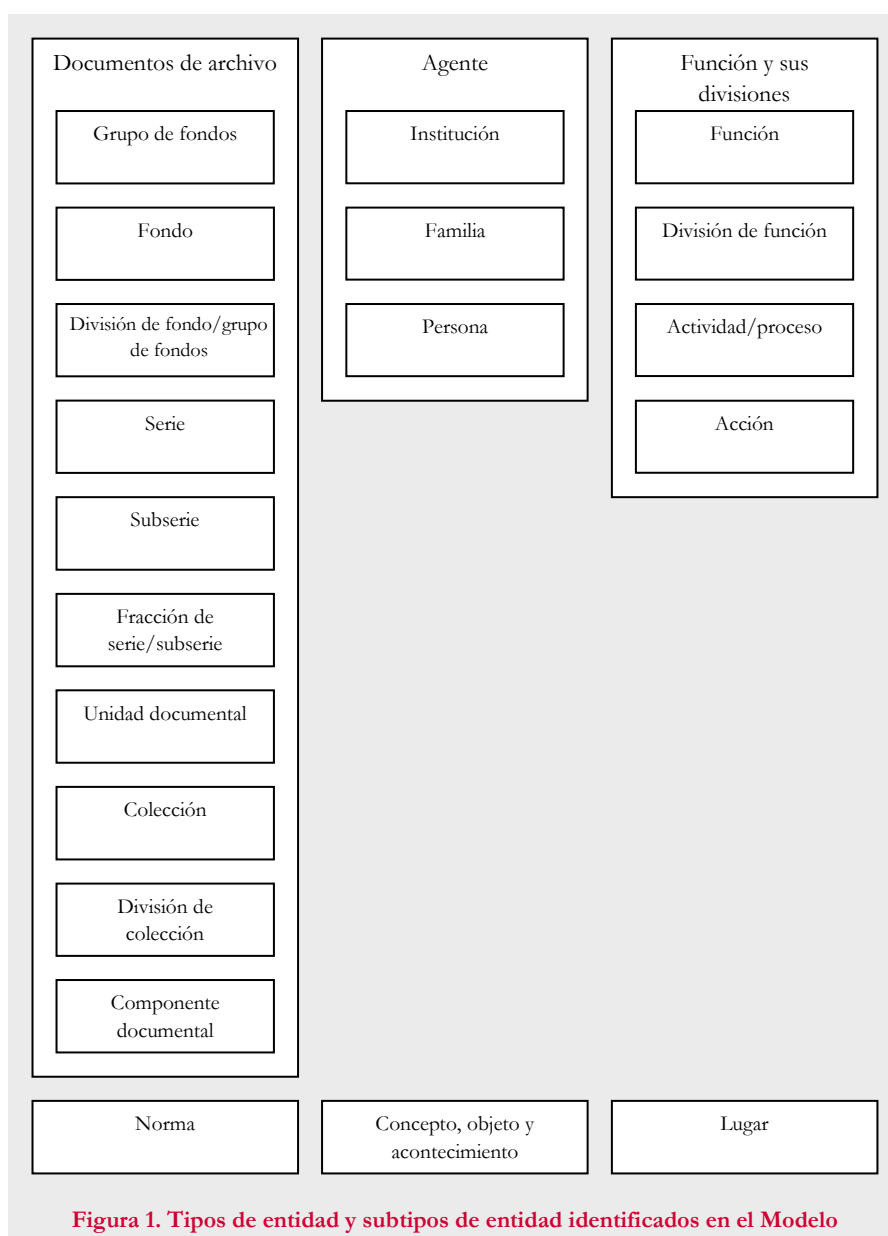 Documentos de archivo
Grupo de fondos
Fondo
División de fondo/grupo
de fondos
Serie
Subserie
Fracción de
serie/subserie
Unidad documental
Colección
División de
colección
Componente
documental
Agente
Institución
Familia
Persona
Función y sus
divisiones
Función
División de función
Actividad/proceso
Acción
Norma
Concepto, objeto y
acontecimiento
Lugar
Figura 1. Tipos de entidad y subtipos de entidad identificados en el Modelo